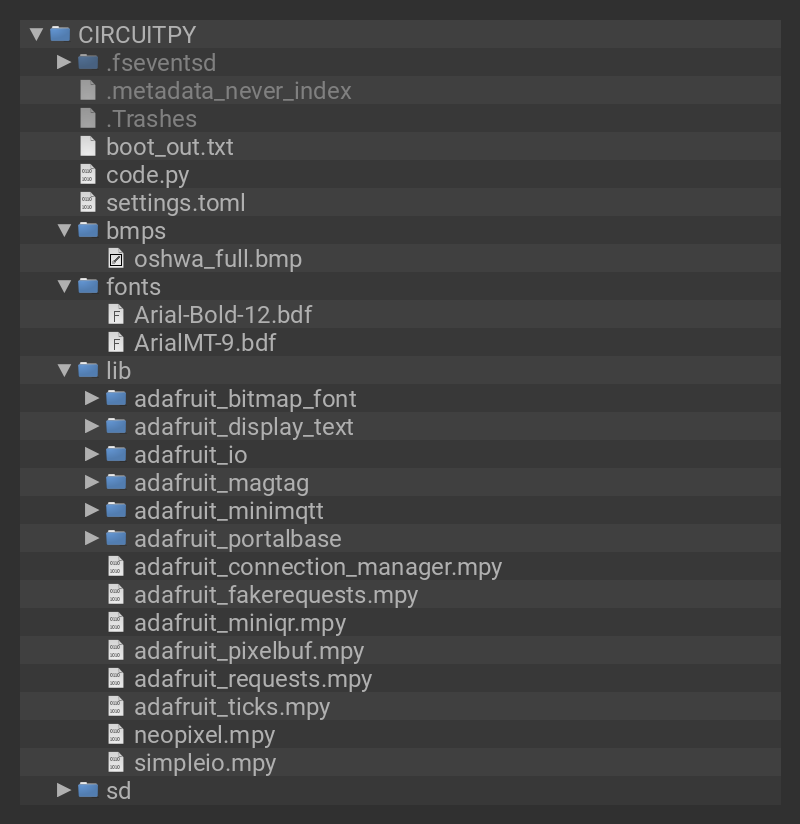 CIRCUITPY
.fseventsd
.metadata_never_index
.Trashes
boot_out.txt
code.py
settings.toml
bmps
oshwa_full.bmp
fonts
Arial-Bold-12.bdf
ArialMT-9.bdf
lib
adafruit_bitmap_font
adafruit_display_text
adafruit_io
adafruit_magtag
adafruit_minimqtt
adafruit_portalbase
adafruit_connection_manager.mpy
adafruit_fakerequests.mpy
adafruit_miniqr.mpy
adafruit_pixelbuf.mpy
adafruit_requests.mpy
adafruit_ticks.mpy
neopixel.mpy
simpleio.mpy
sd